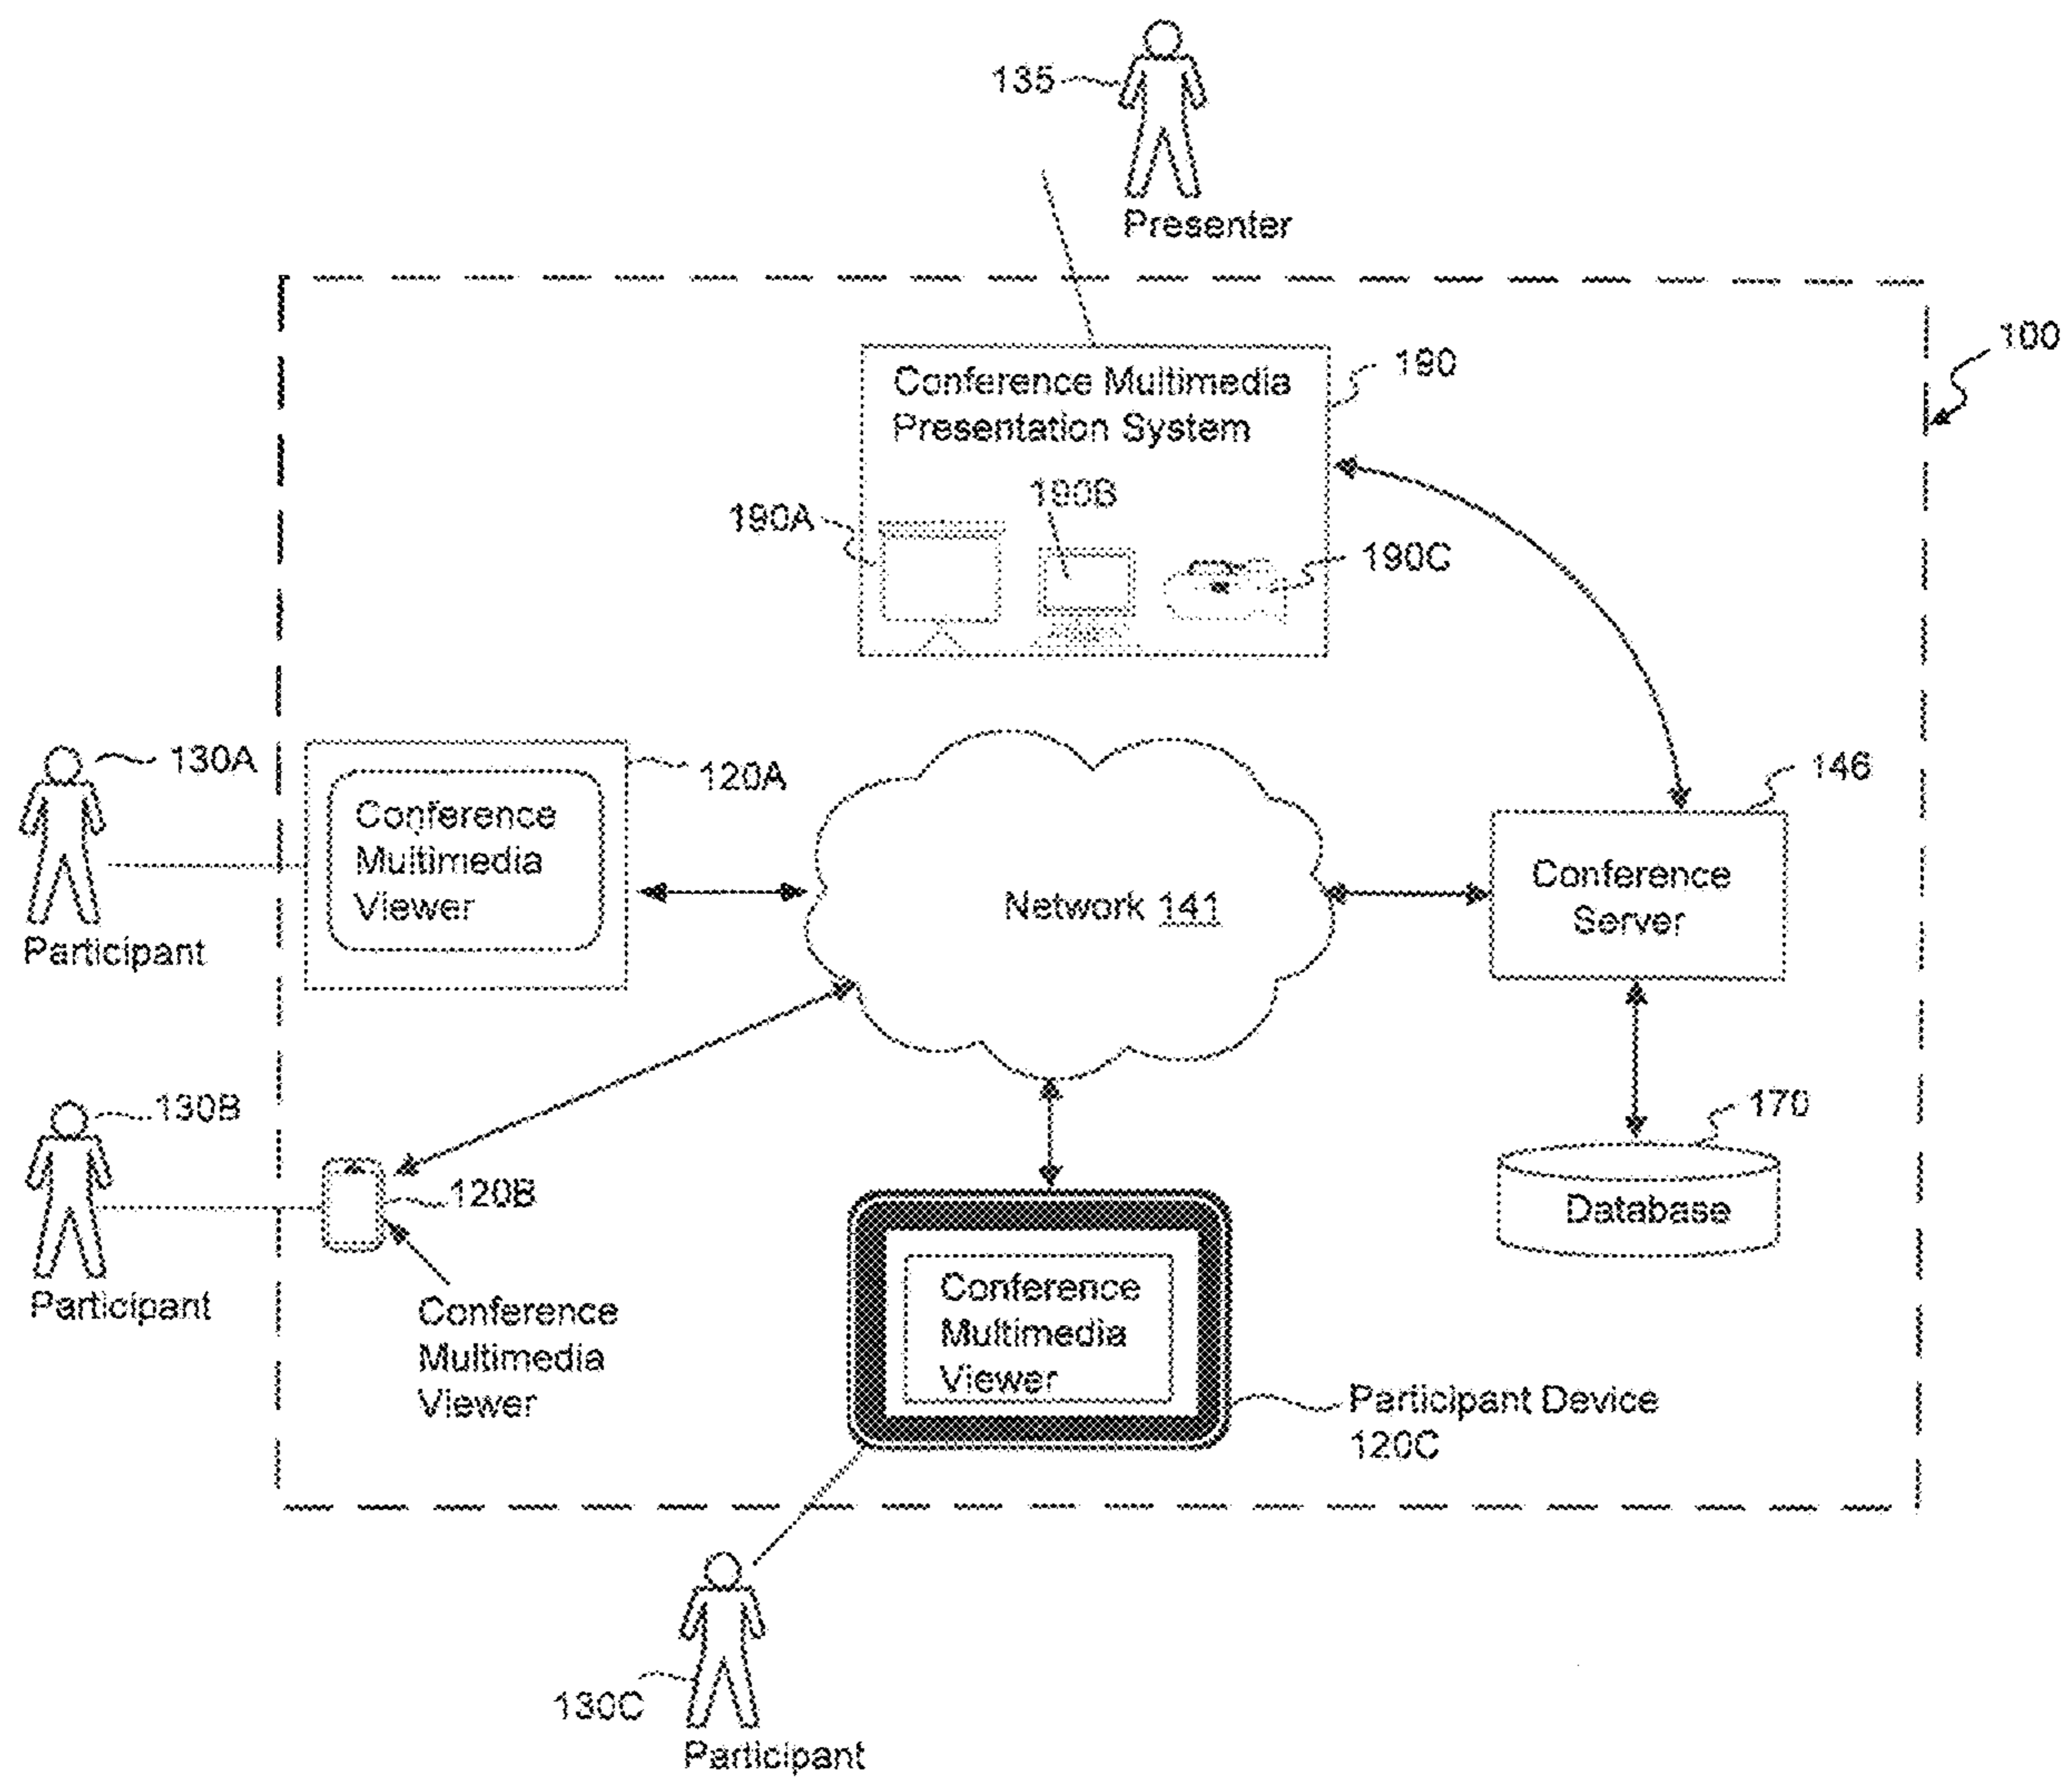 135
Presenter
100
Conference Multimedia
Presentation System
190
190A
190B
190C
130A
Participant
Conference
Multimedia
Viewer
120A
Network 141
146
Conference
Server
130B
Participant
120B
Conference
Multimedia
Viewer
170
Database
Conference
Multimedia
Viewer
Participant Device
120C
130C
Participant